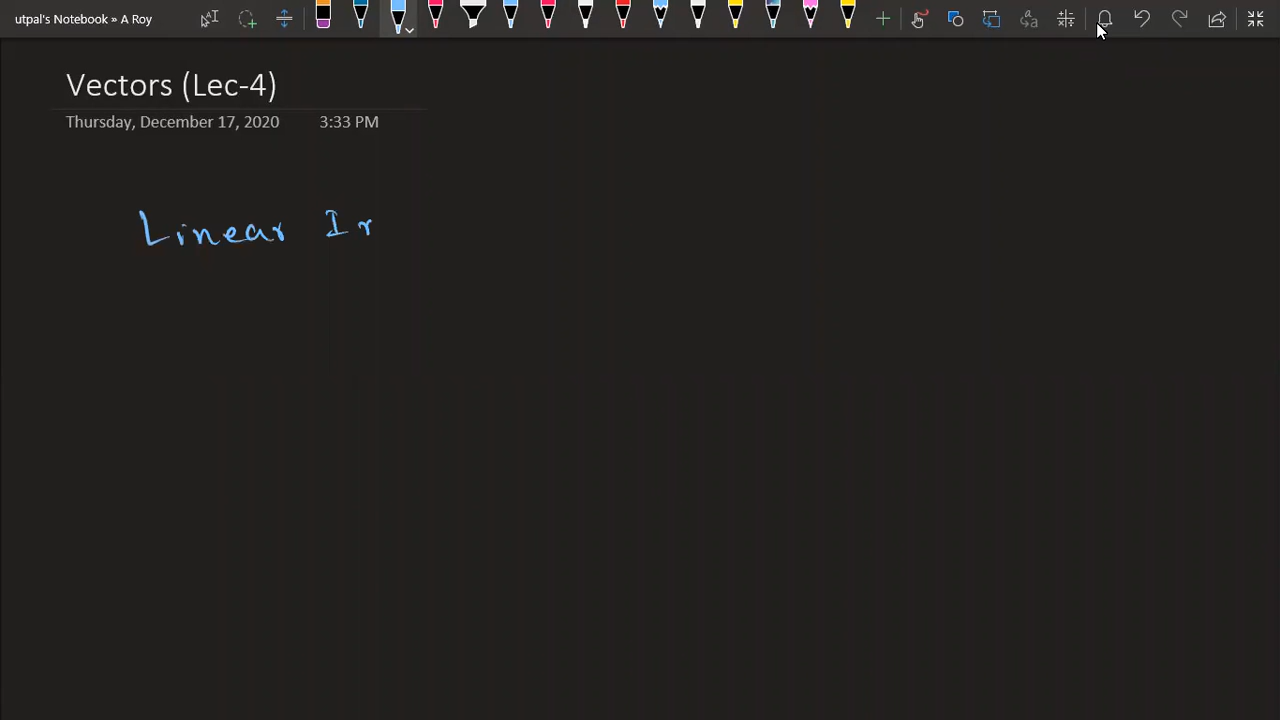 utpal's Notebook » A Roy
Vectors (Lec-4)
Thursday, December 17, 2020 3:33 PM
Linear Ir